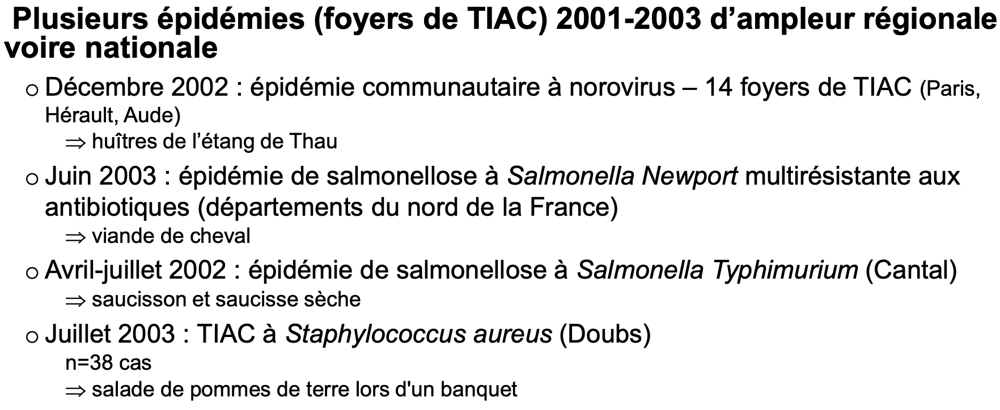 Plusieurs épidémies (foyers de TIAC) 2001-2003 d’ampleur régionale
voire nationale
○ Décembre 2002 : épidémie communautaire à norovirus – 14 foyers de TIAC (Paris,
Hérault, Aude)
⇒ huîtres de l’étang de Thau
○ Juin 2003 : épidémie de salmonellose à Salmonella Newport multirésistante aux
antibiotiques (départements du nord de la France)
⇒ viande de cheval
○ Avril-juillet 2002 : épidémie de salmonellose à Salmonella Typhimurium (Cantal)
⇒ saucisson et saucisse sèche
○ Juillet 2003 : TIAC à Staphylococcus aureus (Doubs)
n=38 cas
⇒ salade de pommes de terre lors d'un banquet